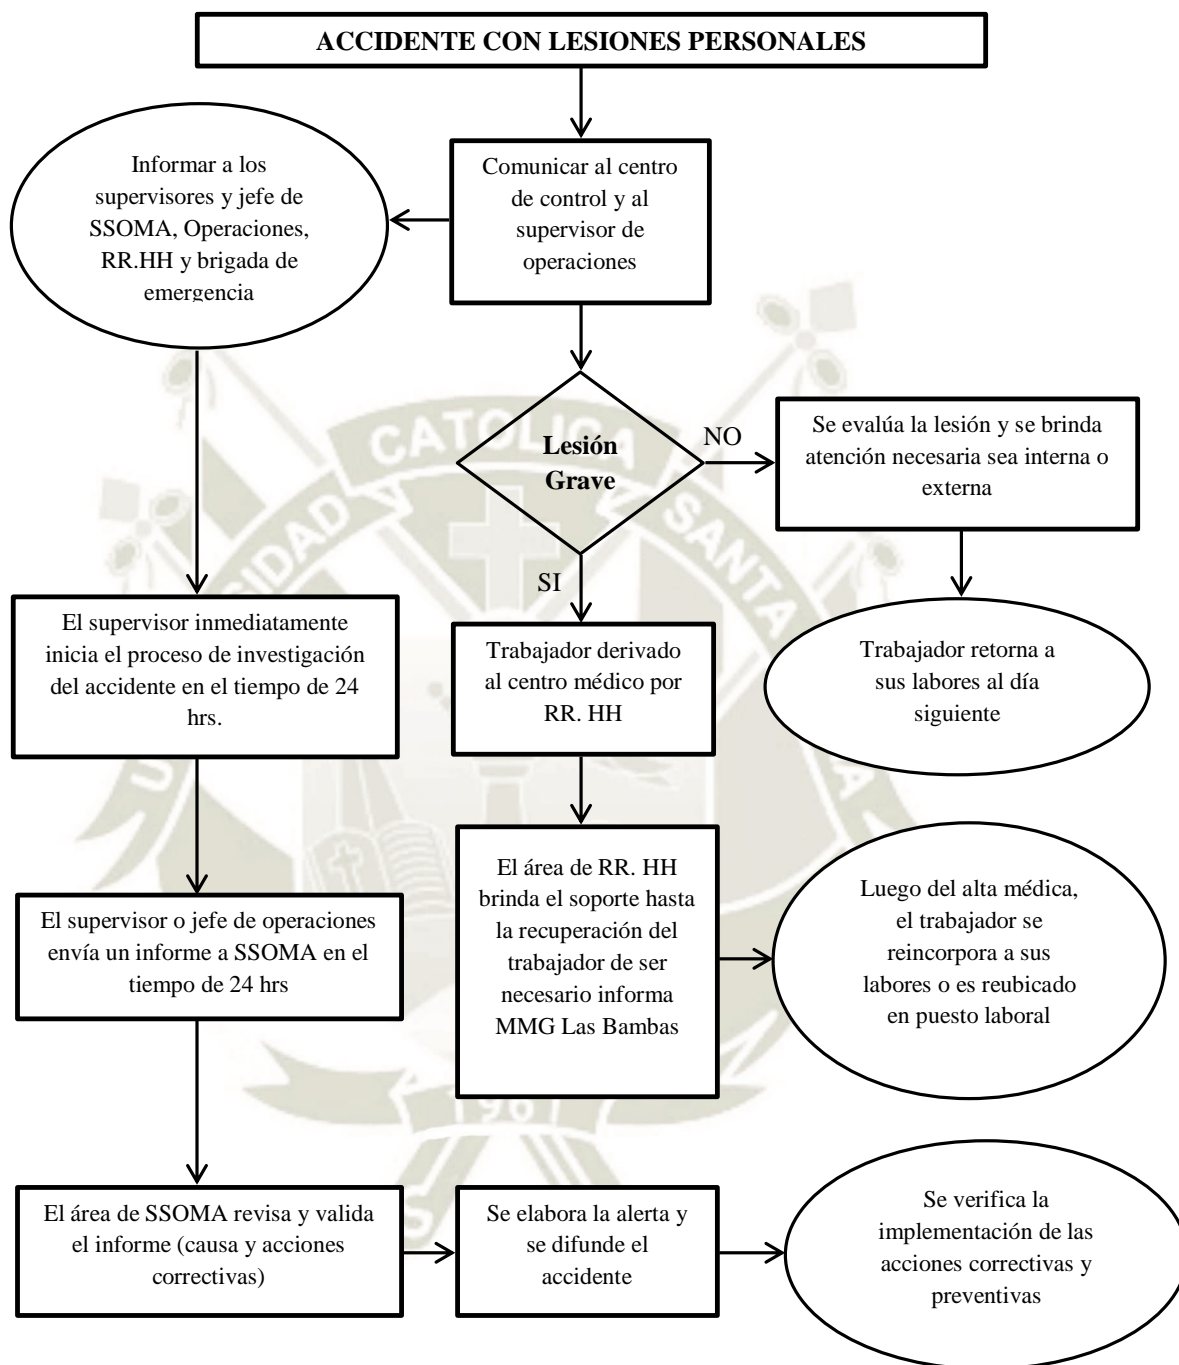 ACCIDENTE CON LESIONES PERSONALES
Informar a los
supervisores y jefe de
SSOMA, Operaciones,
RR.HH y brigada de
emergencia
Comunicar al centro
de control y al
supervisor de
operaciones
Lesión
Grave
NO
Se evalúa la lesión y se brinda
atención necesaria sea interna o
externa
SI
El supervisor inmediatamente
inicia el proceso de investigación
del accidente en el tiempo de 24
hrs.
Trabajador derivado
al centro médico por
RR. HH
Trabajador retorna a
sus labores al día
siguiente
El supervisor o jefe de operaciones
envía un informe a SSOMA en el
tiempo de 24 hrs
El área de RR. HH
brinda el soporte hasta
la recuperación del
trabajador de ser
necesario informa
MMG Las Bambas
Luego del alta médica,
el trabajador se
reincorpora a sus
labores o es reubicado
en puesto laboral
El área de SSOMA revisa y valida
el informe (causa y acciones
correctivas)
Se elabora la alerta y
se difunde el
accidente
Se verifica la
implementación de las
acciones correctivas y
preventivas
CATOLICA
SANTA
1961